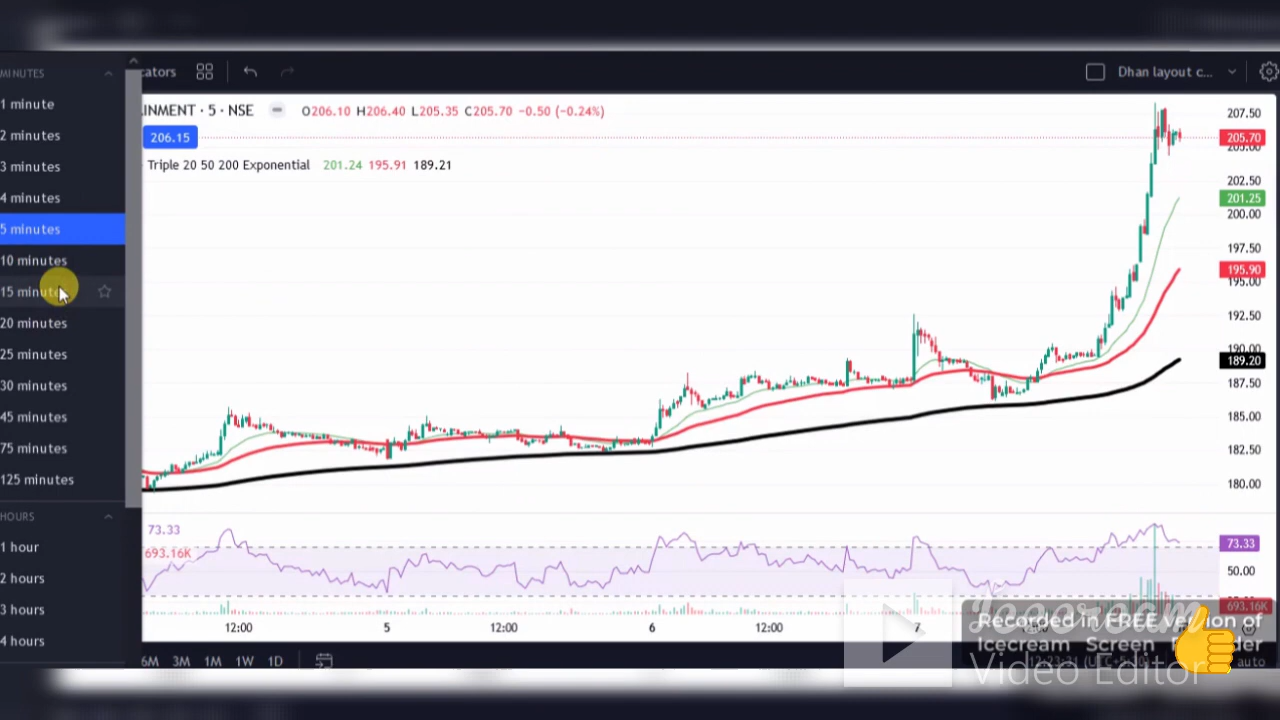 MINUTES
1 minute
2 minutes
3 minutes
4 minutes
5 minutes
10 minutes
15
20 minutes
25 minutes
30 minutes
45 minutes
75 minutes
125 minutes
HOURS
1 hour
2 hours
3 hours
4 hours
cators
Dhan layout c...
INMENT · 5 · NSE O206.10 H206.40 L205.35 C205.70 −0.50 (−0.24%)
206.15
Triple 20 50 200 Exponential 201.24 195.91 189.21
207.50
205.70
205.00
202.50
201.25
200.00
197.50
195.90
195.00
192.50
190.00
189.20
187.50
185.00
182.50
180.00
73.33
693.16K
73.33
50.00
693.16K
12:00 5 12:00 6 12:00 7
6M 3M 1M 1W 1D
auto
Icecream
Video Editor
Recorded in FREE version of
Icecream Screen